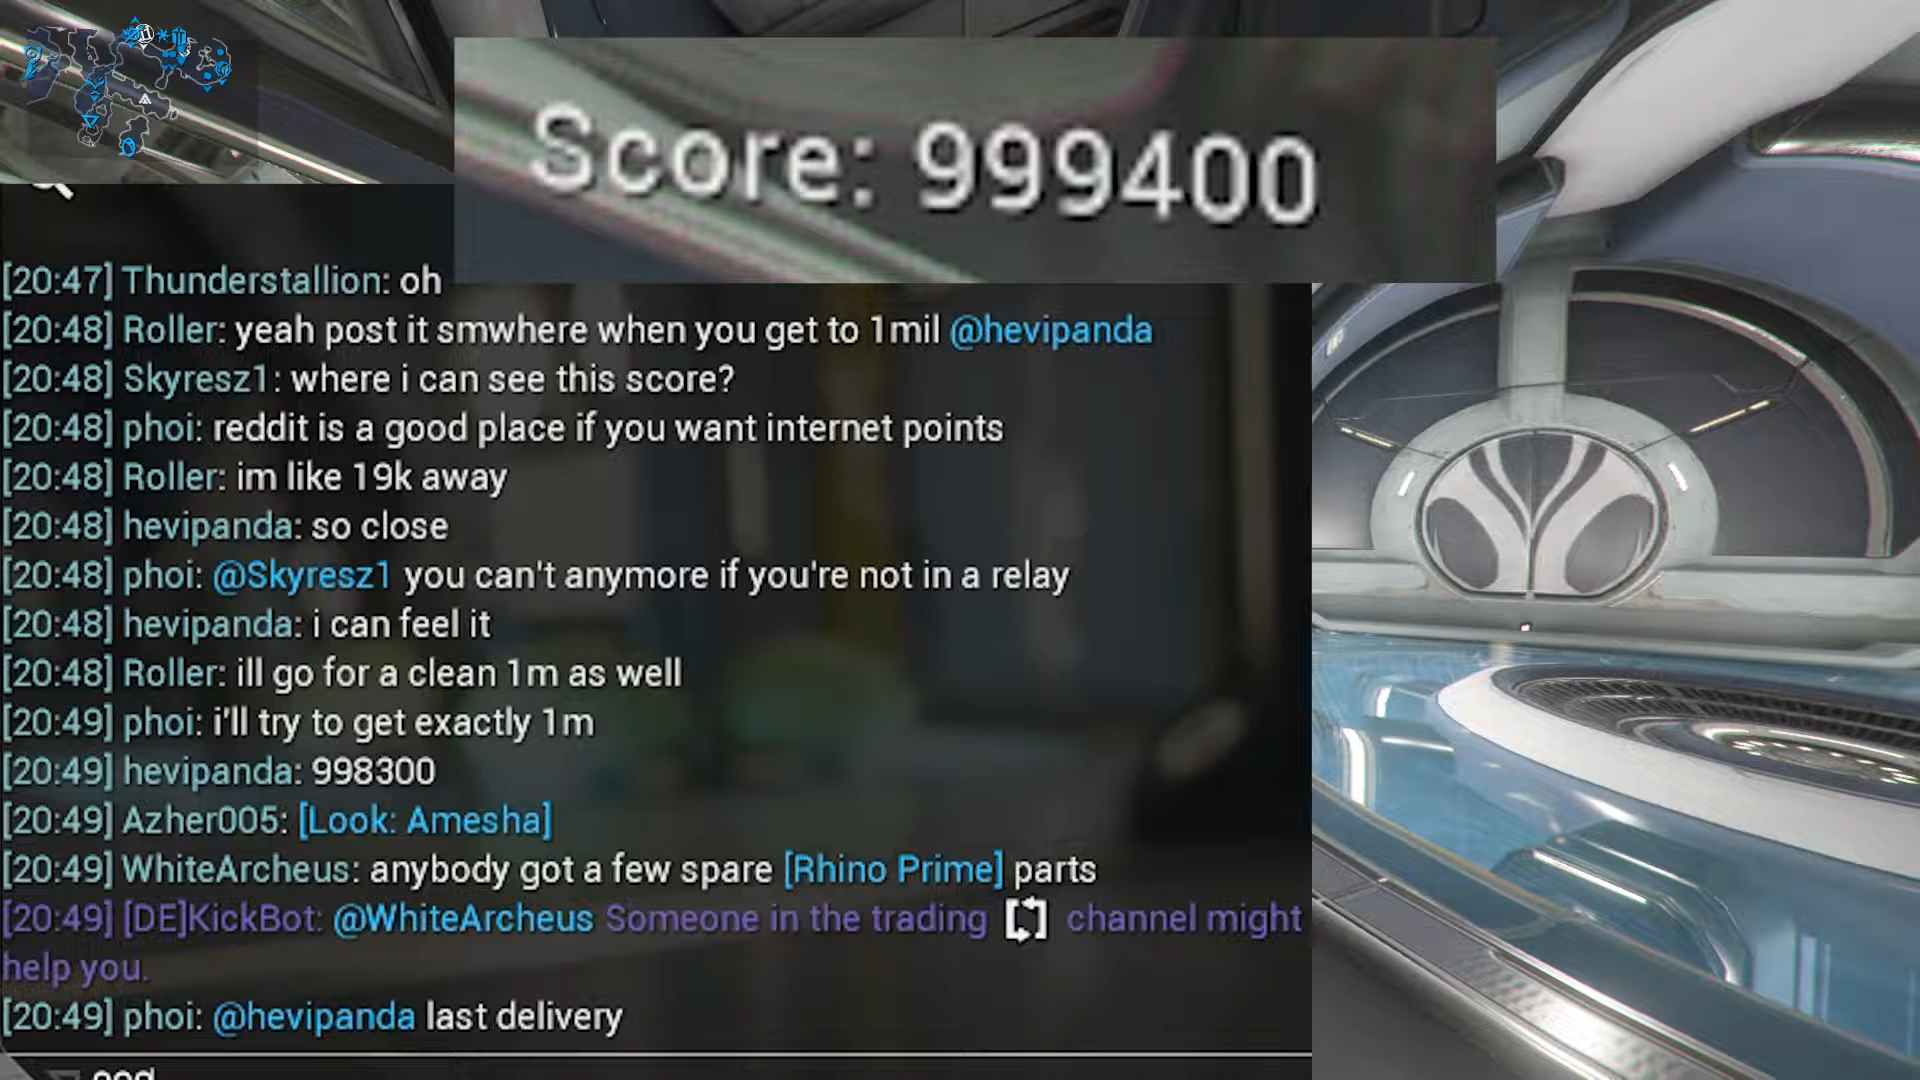 Score: 999400
[20:47] Thunderstallion: oh
[20:48] Roller: yeah post it smwhere when you get to 1mil @hevipanda
[20:48] Skyresz1: where i can see this score?
[20:48] phoi: reddit is a good place if you want internet points
[20:48] Roller: im like 19k away
[20:48] hevipanda: so close
[20:48] phoi: @Skyresz1 you can't anymore if you're not in a relay
[20:48] hevipanda: i can feel it
[20:48] Roller: ill go for a clean 1m as well
[20:49] phoi: i'll try to get exactly 1m
[20:49] hevipanda: 998300
[20:49] Azher005: [Look: Amesha]
[20:49] WhiteArcheus: anybody got a few spare [Rhino Prime] parts
[20:49] [DE]KickBot: @WhiteArcheus Someone in the trading channel might
help you.
[20:49] phoi: @hevipanda last delivery